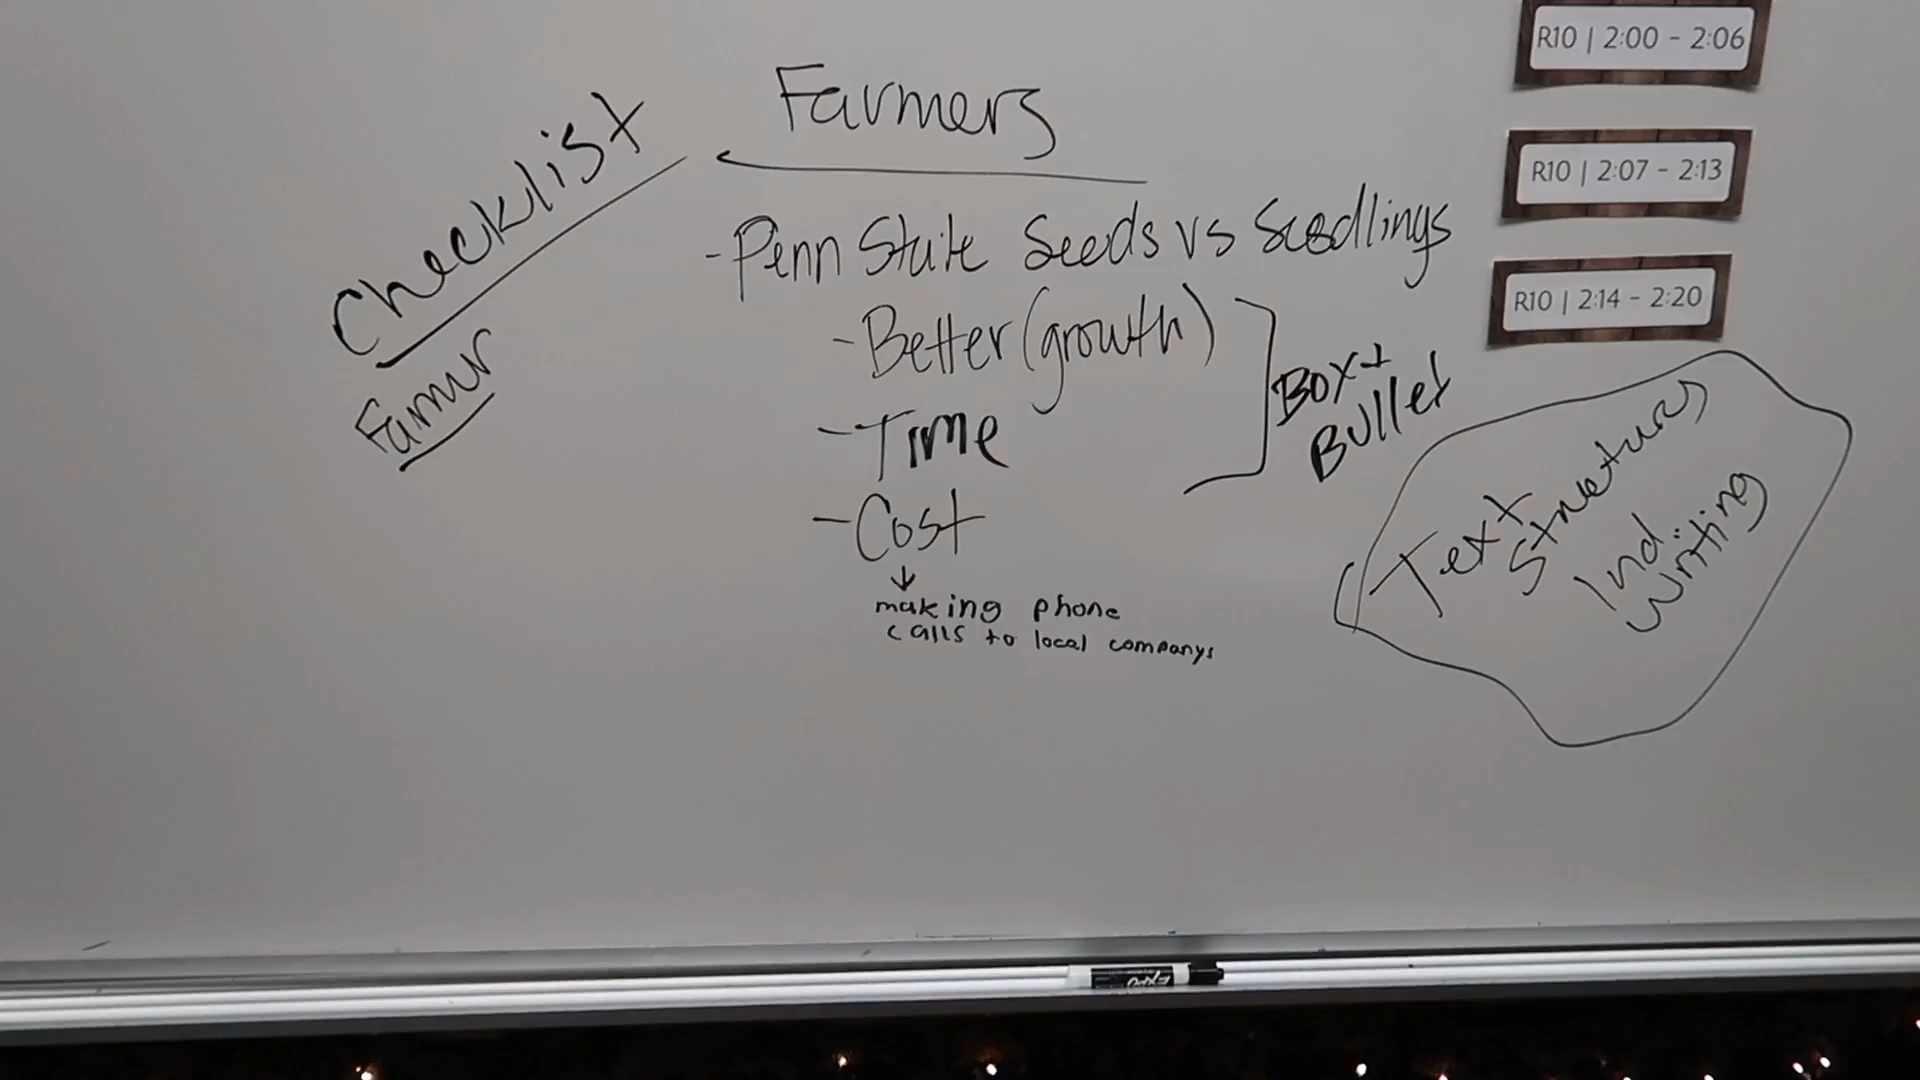 Farmers
Checklist
Farmer
- Penn State Seeds vs Seedlings
- Better (growth)
- Time
- Cost
↓
making phone
calls to local companys
Box +
Bullet
Text
Structures
Ind.
Writing
R10 | 2:00 - 2:06
R10 | 2:07 - 2:13
R10 | 2:14 - 2:20
EXPO